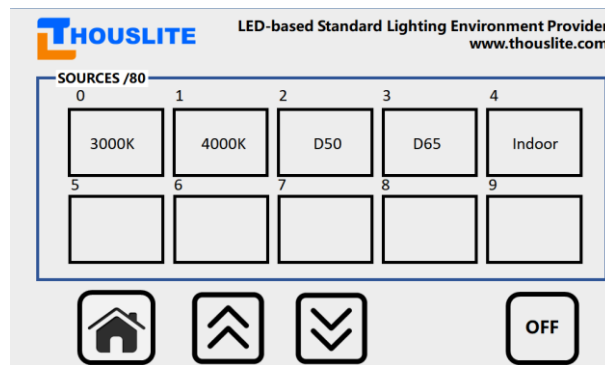 THOUSLITE
LED-based Standard Lighting Environment Provider
www.thouslite.com
SOURCES /80
0 1 2 3 4
3000K 4000K D50 D65 Indoor
5 6 7 8 9
OFF